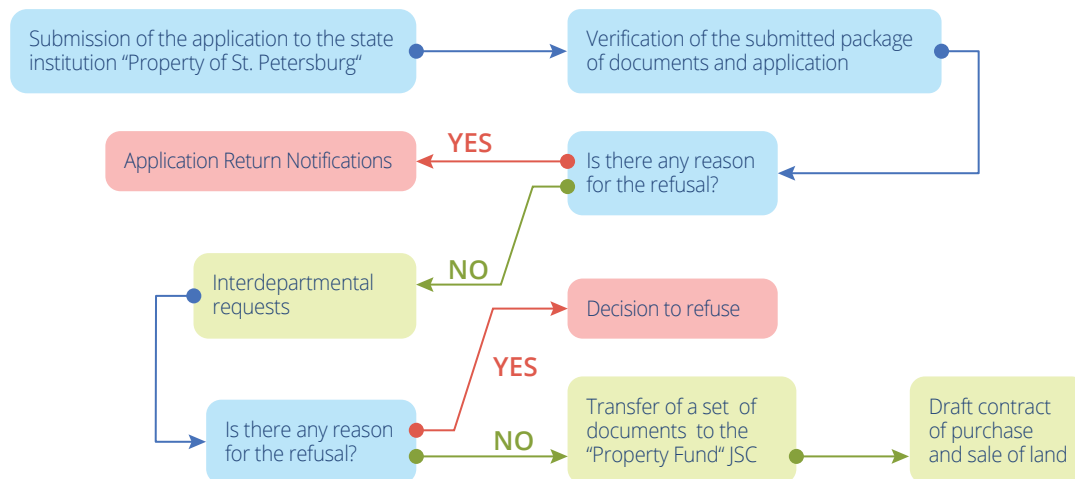 Submission of the application to the state
institution “Property of St. Petersburg“
Verification of the submitted package
of documents and application
YES
Application Return Notifications
Is there any reason
for the refusal?
NO
Interdepartmental
requests
Decision to refuse
YES
Is there any reason
for the refusal?
NO
Transfer of a set of
documents to the
“Property Fund“ JSC
Draft contract
of purchase
and sale of land